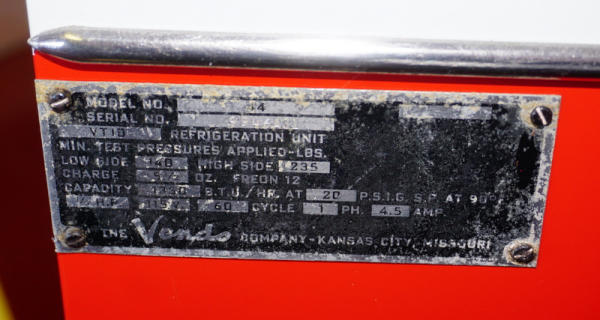 MODEL NO. 44
SERIAL NO.
REFRIGERATION UNIT
MIN. TEST PRESSURES APPLIED-LBS.
LOW SIDE 140 HIGH SIDE 235
CHARGE OZ. FREON 12
CAPACITY B.T.U./HR. AT 20 P.S.I.G. S.P. AT 90°
115 60 CYCLE 1 PH. 4.5 AMP.
THE Vendo COMPANY-KANSAS CITY, MISSOURI